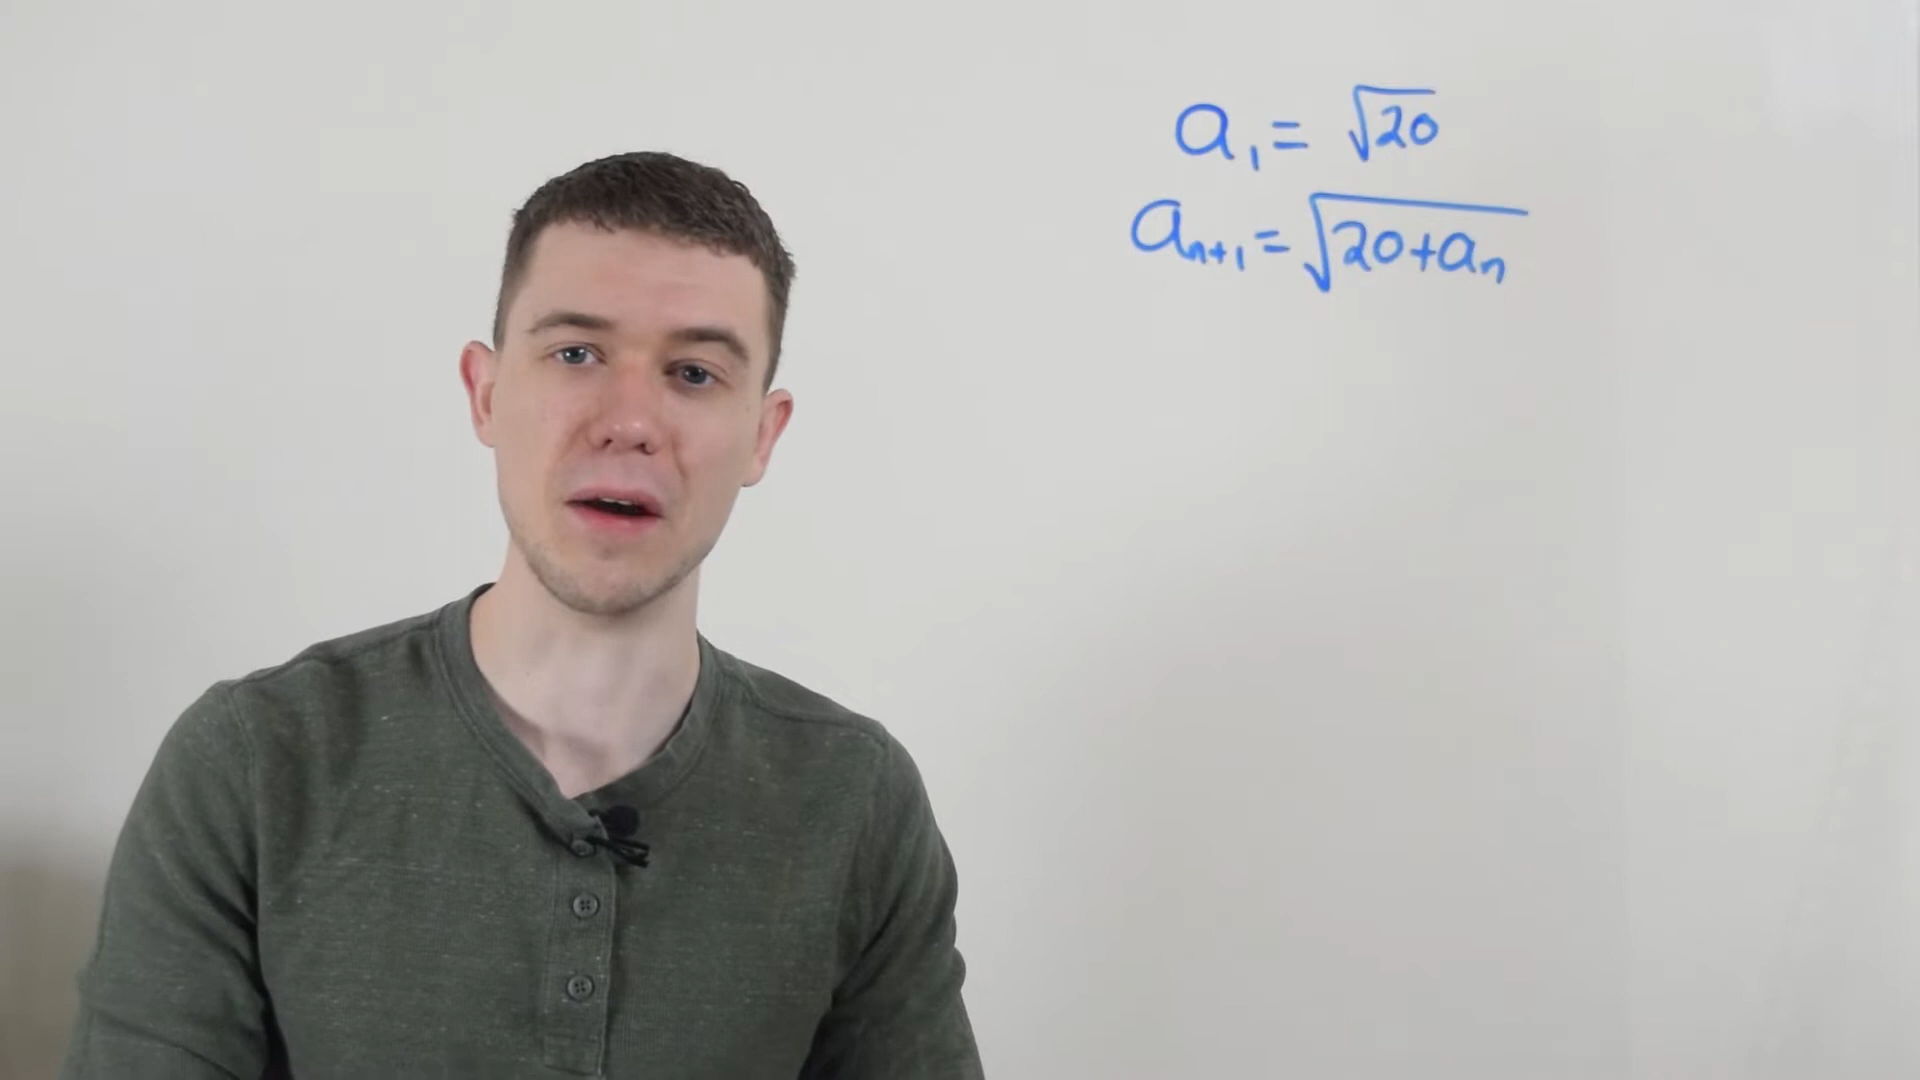 a₁ = √20
aₙ₊₁ = √20+aₙ